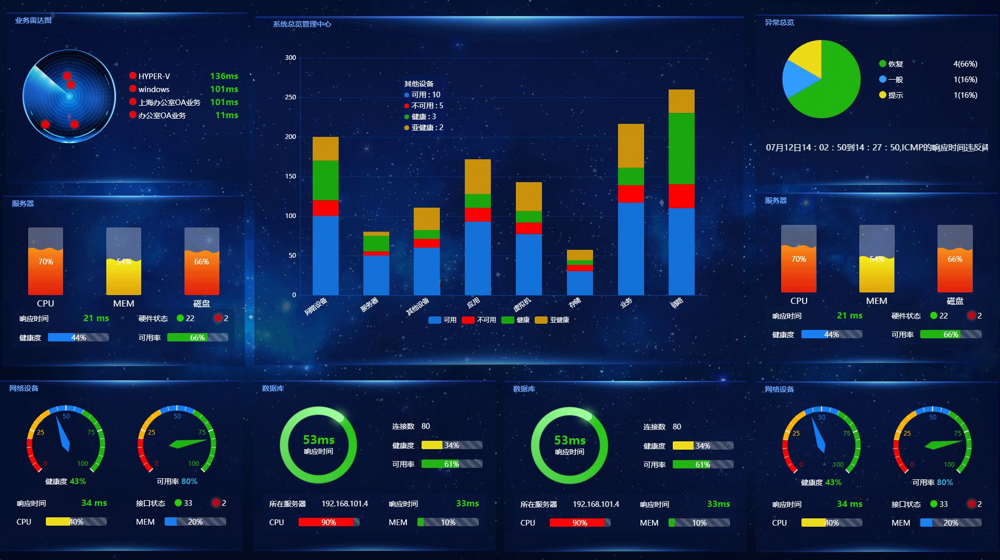 业务雷达图
HYPER-V 136ms
windows 101ms
上海办公室OA业务 101ms
办公室OA业务 11ms
系统总览管理中心
300
250
200
150
100
50
0
其他设备
可用 : 10
不可用 : 5
健康 : 3
亚健康 : 2
网络设备 服务器 其他设备 应用 虚拟机 存储 业务 链路
可用 不可用 健康 亚健康
异常总览
恢复 4(66%)
一般 1(16%)
提示 1(16%)
07月12日14：02：50到14：27：50,ICMP的响应时间违反阈
服务器
70% 54% 66%
CPU MEM 磁盘
响应时间 21 ms 硬件状态 22 2
健康度 44% 可用率 66%
服务器
70% 54% 66%
CPU MEM 磁盘
响应时间 21 ms 硬件状态 22 2
健康度 44% 可用率 66%
网络设备
0 25 50 75 100
健康度 43%
0 25 50 75 100
可用率 80%
响应时间 34 ms 接口状态 33 2
CPU 40% MEM 20%
数据库
53ms
响应时间
连接数 80
健康度 34%
可用率 61%
所在服务器 192.168.101.4 响应时间 33ms
CPU 90% MEM 10%
数据库
53ms
响应时间
连接数 80
健康度 34%
可用率 61%
所在服务器 192.168.101.4 响应时间 33ms
CPU 90% MEM 10%
网络设备
0 25 50 75 100
健康度 43%
0 25 50 75 100
可用率 80%
响应时间 34 ms 接口状态 33 2
CPU 40% MEM 20%